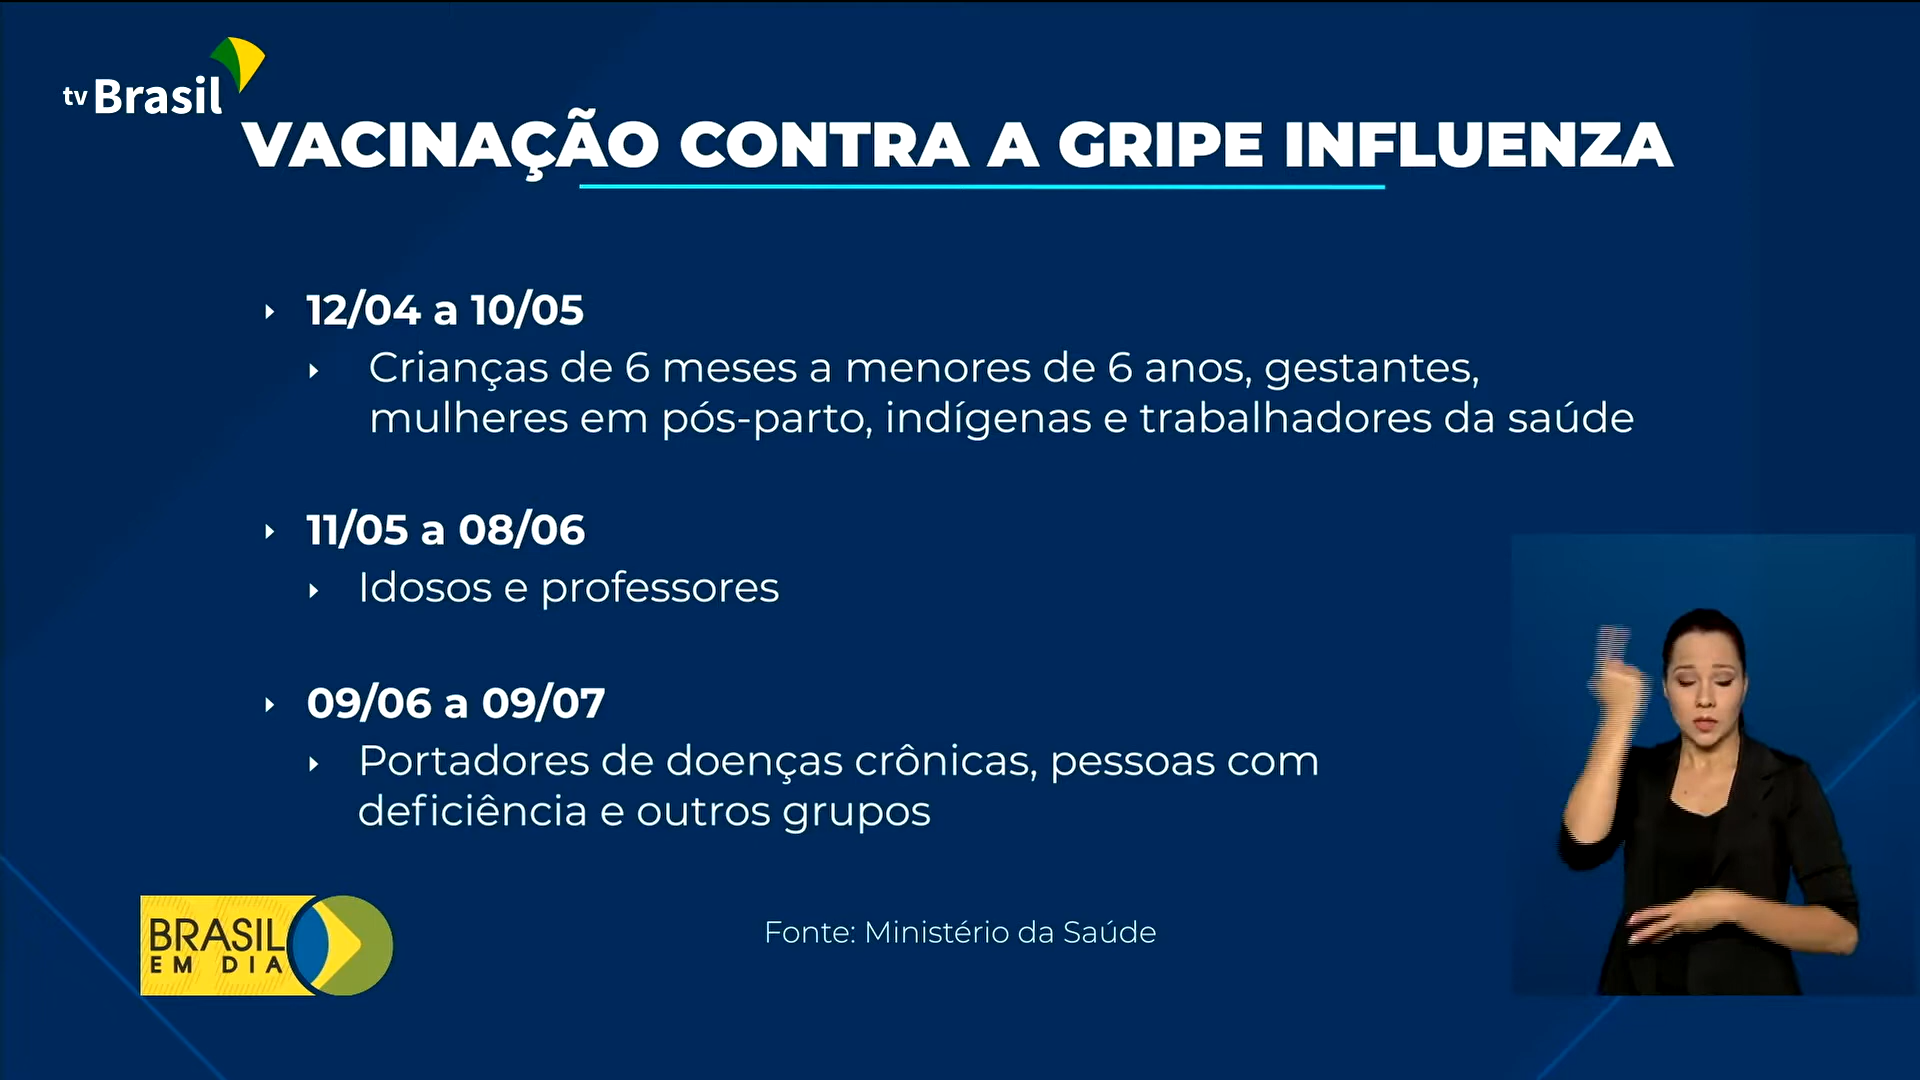 tv Brasil
VACINAÇÃO CONTRA A GRIPE INFLUENZA
12/04 a 10/05
Crianças de 6 meses a menores de 6 anos, gestantes,
mulheres em pós-parto, indígenas e trabalhadores da saúde
11/05 a 08/06
Idosos e professores
09/06 a 09/07
Portadores de doenças crônicas, pessoas com
deficiência e outros grupos
BRASIL
EM DIA
Fonte: Ministério da Saúde